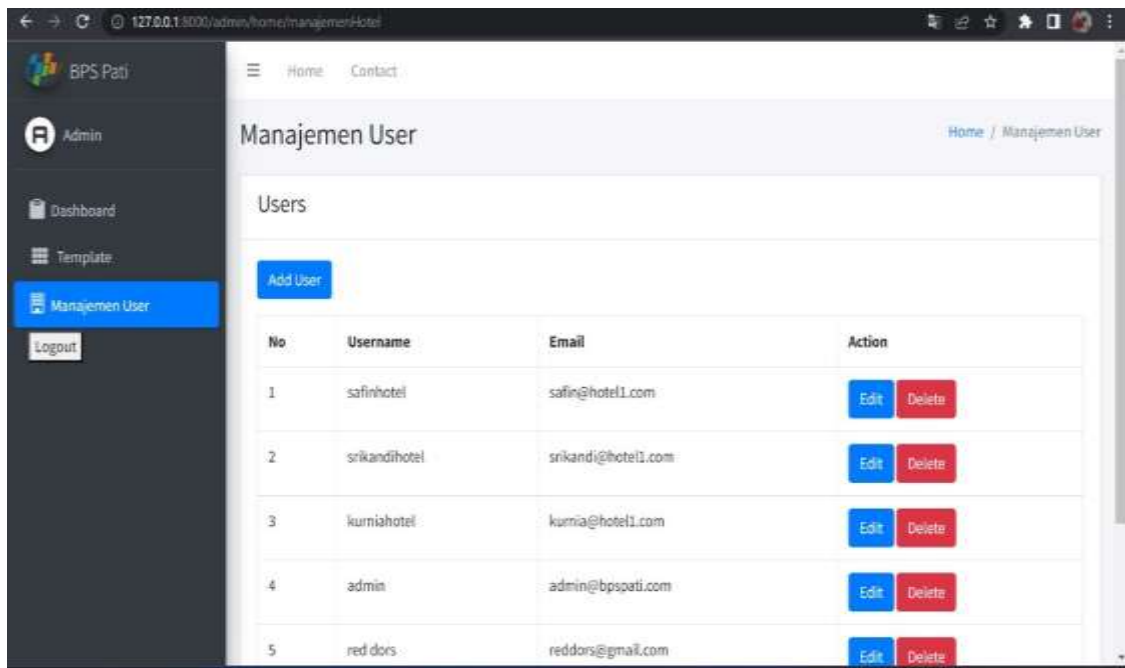 127.0.0.1:8000/admin/home/manajemenHotel
BPS Pati
Home Contact
Admin
Manajemen User
Home / Manajemen User
Dashboard
Users
Template
Add User
Manajemen User
Logout
No Username Email Action
1 safinhotel safin@hotel1.com Edit Delete
2 srikandihotel srikandi@hotel1.com Edit Delete
3 kurniahotel kurnia@hotel1.com Edit Delete
4 admin admin@bpspati.com Edit Delete
5 red dors reddors@gmail.com Edit Delete